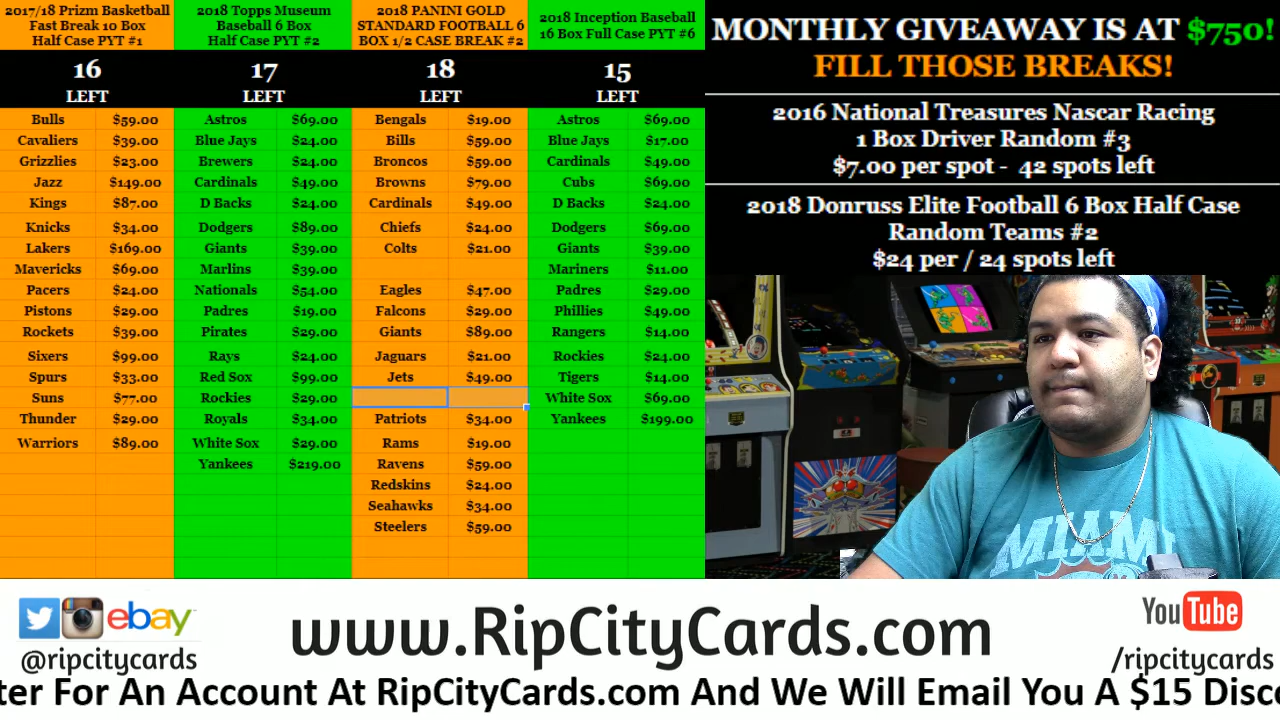 2017/18 Prizm Basketball
Fast Break 10 Box
Half Case PYT #1
16
LEFT
Bulls $59.00
Cavaliers $39.00
Grizzlies $23.00
Jazz $149.00
Kings $87.00
Knicks $34.00
Lakers $169.00
Mavericks $69.00
Pacers $24.00
Pistons $29.00
Rockets $39.00
Sixers $99.00
Spurs $33.00
Suns $77.00
Thunder $29.00
Warriors $89.00
2018 Topps Museum
Baseball 6 Box
Half Case PYT #2
17
LEFT
Astros $69.00
Blue Jays $24.00
Brewers $24.00
Cardinals $49.00
D Backs $24.00
Dodgers $89.00
Giants $39.00
Marlins $39.00
Nationals $54.00
Padres $19.00
Pirates $29.00
Rays $24.00
Red Sox $99.00
Rockies $29.00
Royals $34.00
White Sox $29.00
Yankees $219.00
2018 PANINI GOLD
STANDARD FOOTBALL 6
BOX 1/2 CASE BREAK #2
18
LEFT
Bengals $19.00
Bills $59.00
Broncos $59.00
Browns $79.00
Cardinals $49.00
Chiefs $24.00
Colts $21.00
Eagles $47.00
Falcons $29.00
Giants $89.00
Jaguars $21.00
Jets $49.00
Patriots $34.00
Rams $19.00
Ravens $59.00
Redskins $24.00
Seahawks $34.00
Steelers $59.00
2018 Inception Baseball
16 Box Full Case PYT #6
15
LEFT
Astros $69.00
Blue Jays $17.00
Cardinals $49.00
Cubs $69.00
D Backs $24.00
Dodgers $69.00
Giants $39.00
Mariners $11.00
Padres $29.00
Phillies $49.00
Rangers $14.00
Rockies $24.00
Tigers $14.00
White Sox $69.00
Yankees $199.00
MONTHLY GIVEAWAY IS AT $750!
FILL THOSE BREAKS!
2016 National Treasures Nascar Racing
1 Box Driver Random #3
$7.00 per spot - 42 spots left
2018 Donruss Elite Football 6 Box Half Case
Random Teams #2
$24 per / 24 spots left
MIAMI
ebay
@ripcitycards
www.RipCityCards.com
YouTube
/ripcitycards
ter For An Account At RipCityCards.com And We Will Email You A $15 Disco